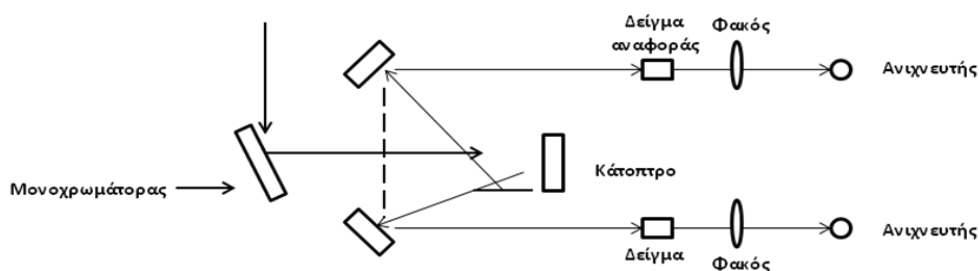 Δείγμα
αναφοράς
Φακός
Ανιχνευτής
Μονοχρωμάτορας
Κάτοπτρο
Δείγμα
Φακός
Ανιχνευτής